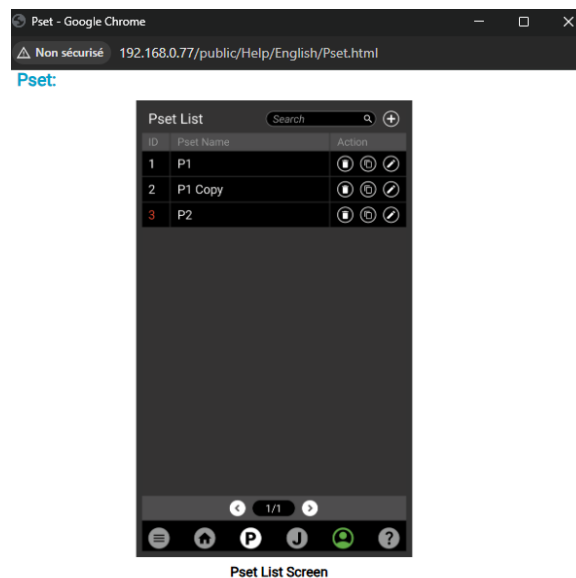 Pset - Google Chrome
Non sécurisé 192.168.0.77/public/Help/English/Pset.html
Pset:
Pset List Search
ID Pset Name Action
1 P1
2 P1 Copy
3 P2
1/1
P J ?
Pset List Screen